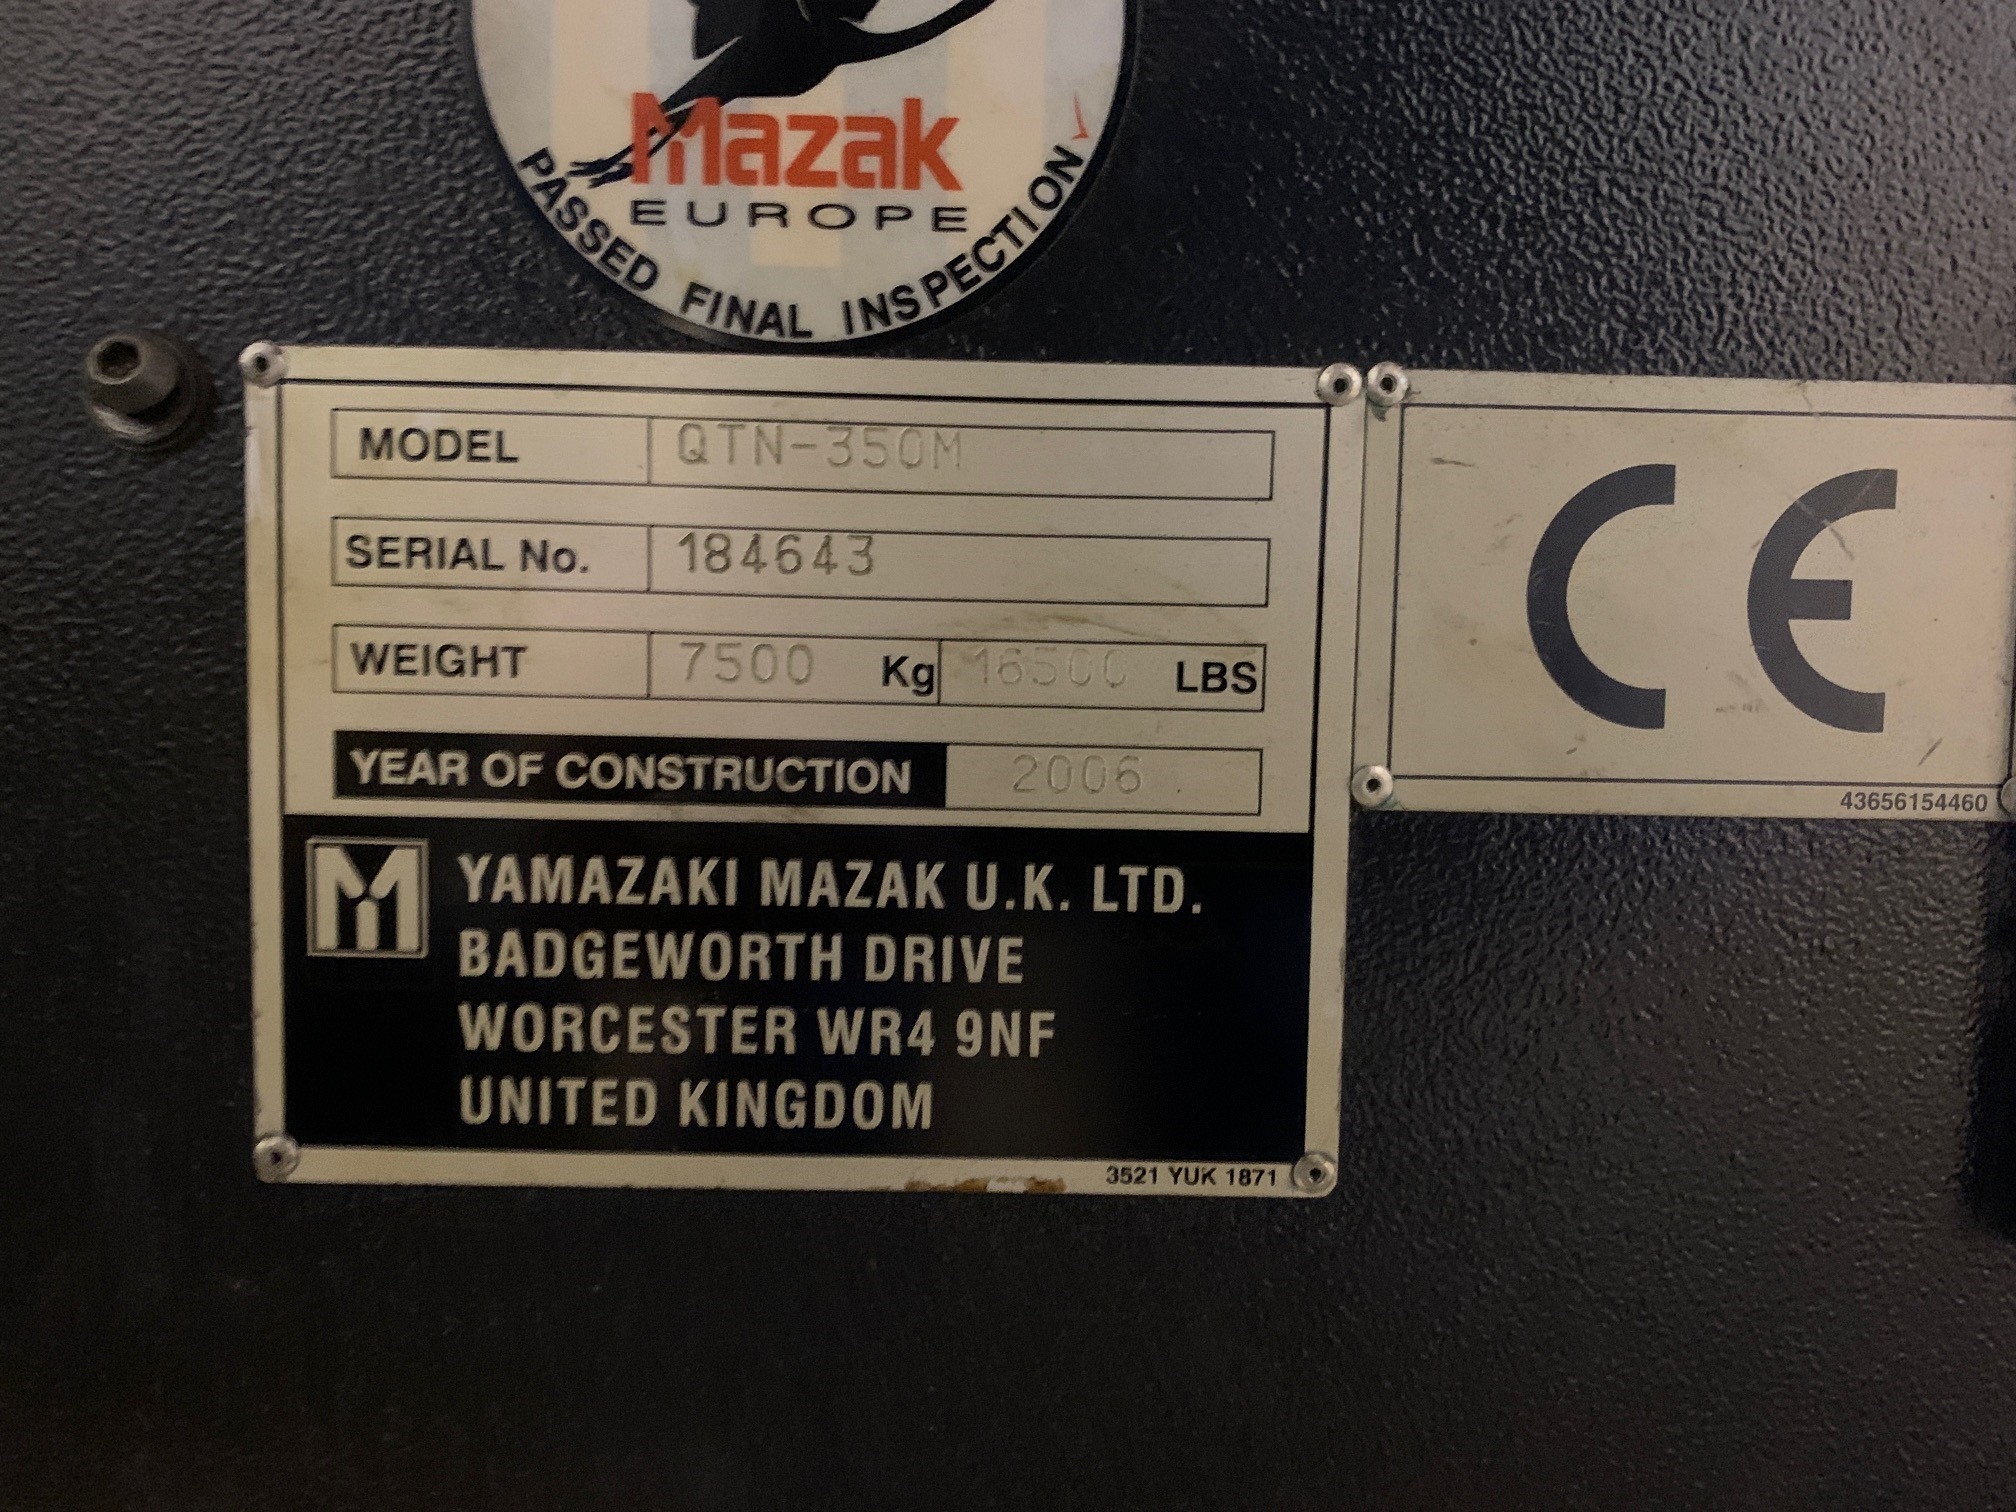 Mazak
EUROPE
PASSED FINAL INSPECTION
MODEL QTN-350M
SERIAL No. 184643
WEIGHT 7500 Kg 16500 LBS
YEAR OF CONSTRUCTION 2006
YAMAZAKI MAZAK U.K. LTD.
BADGEWORTH DRIVE
WORCESTER WR4 9NF
UNITED KINGDOM
3521 YUK 1871
CE
43656154460